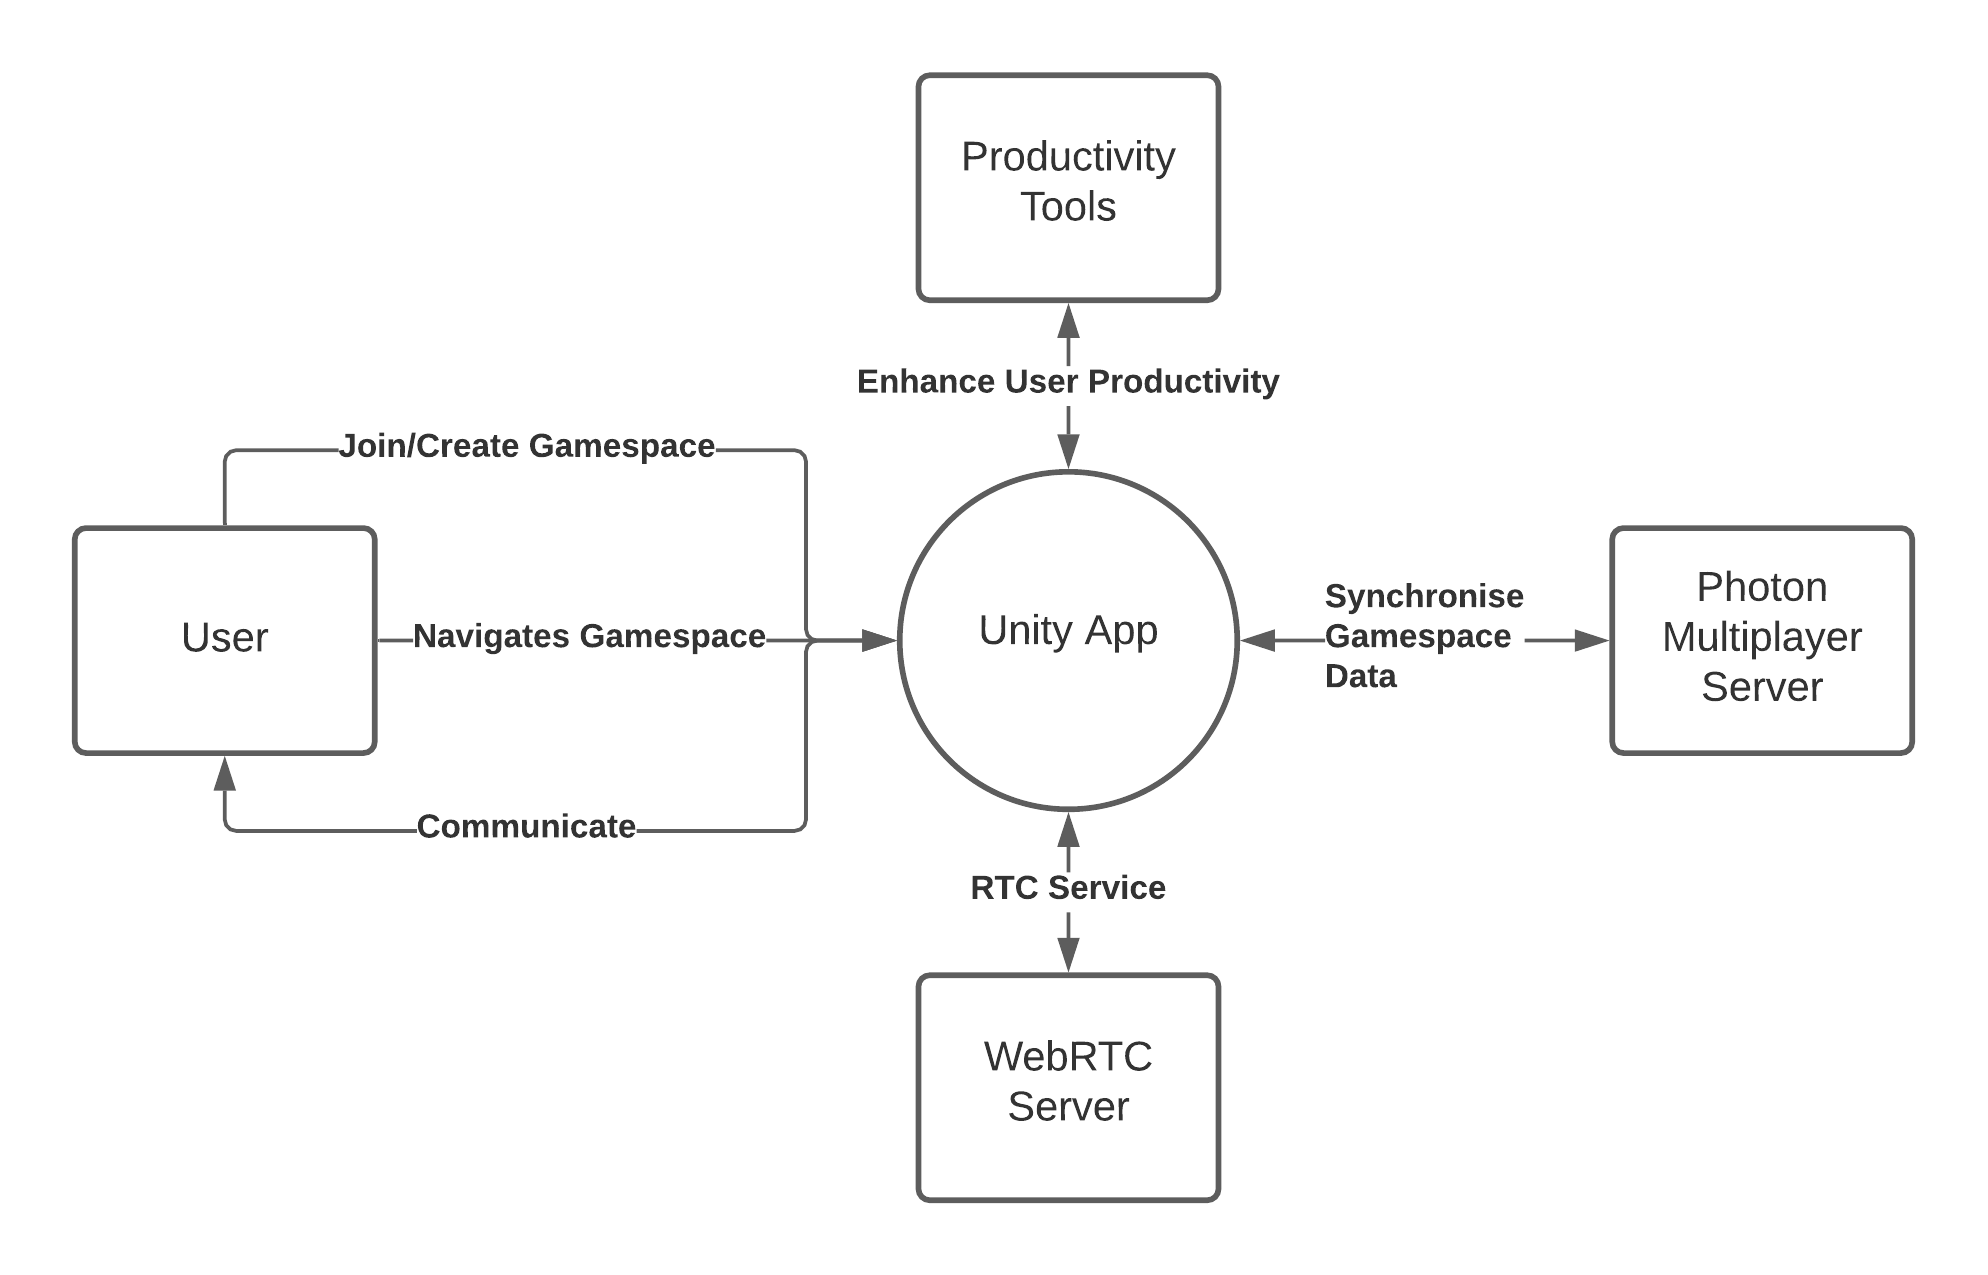 Productivity
Tools
Enhance User Productivity
Join/Create Gamespace
User
Navigates Gamespace
Communicate
Unity App
Synchronise
Gamespace
Data
Photon
Multiplayer
Server
RTC Service
WebRTC
Server